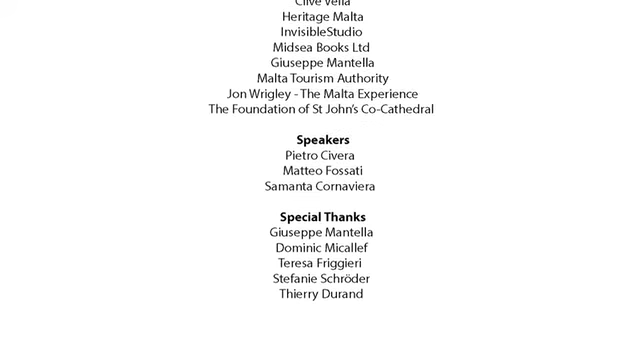 Clive Vella
Heritage Malta
InvisibleStudio
Midsea Books Ltd
Giuseppe Mantella
Malta Tourism Authority
Jon Wrigley - The Malta Experience
The Foundation of St John's Co-Cathedral
Speakers
Pietro Civera
Matteo Fossati
Samanta Cornaviera
Special Thanks
Giuseppe Mantella
Dominic Micallef
Teresa Friggieri
Stefanie Schröder
Thierry Durand